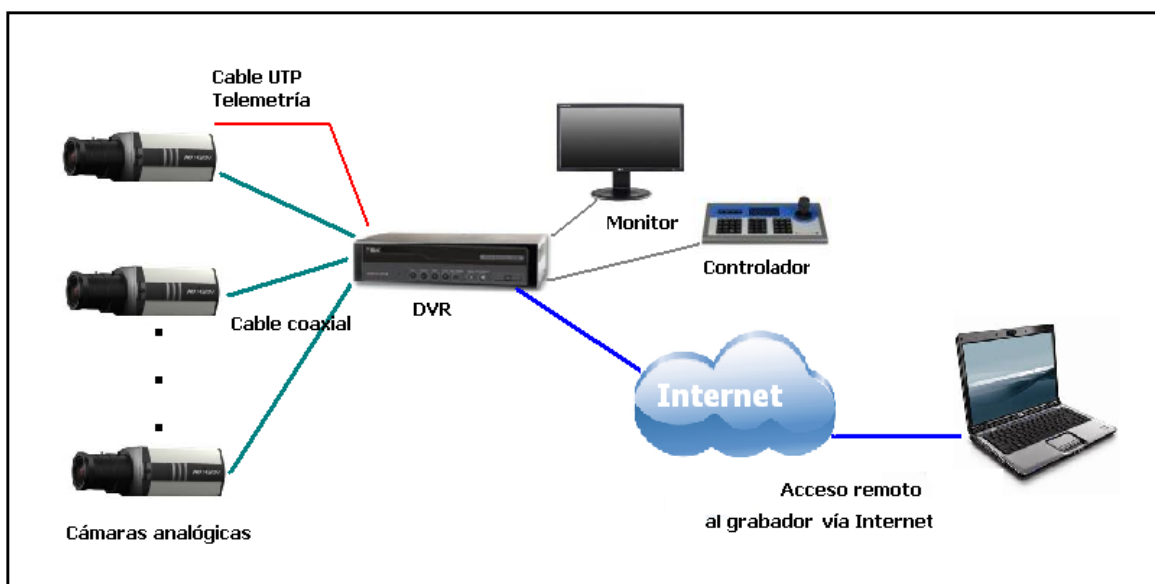 Cable UTP
Telemetría
Monitor
Controlador
DVR
Cable coaxial
Internet
Acceso remoto
al grabador vía Internet
Cámaras analógicas